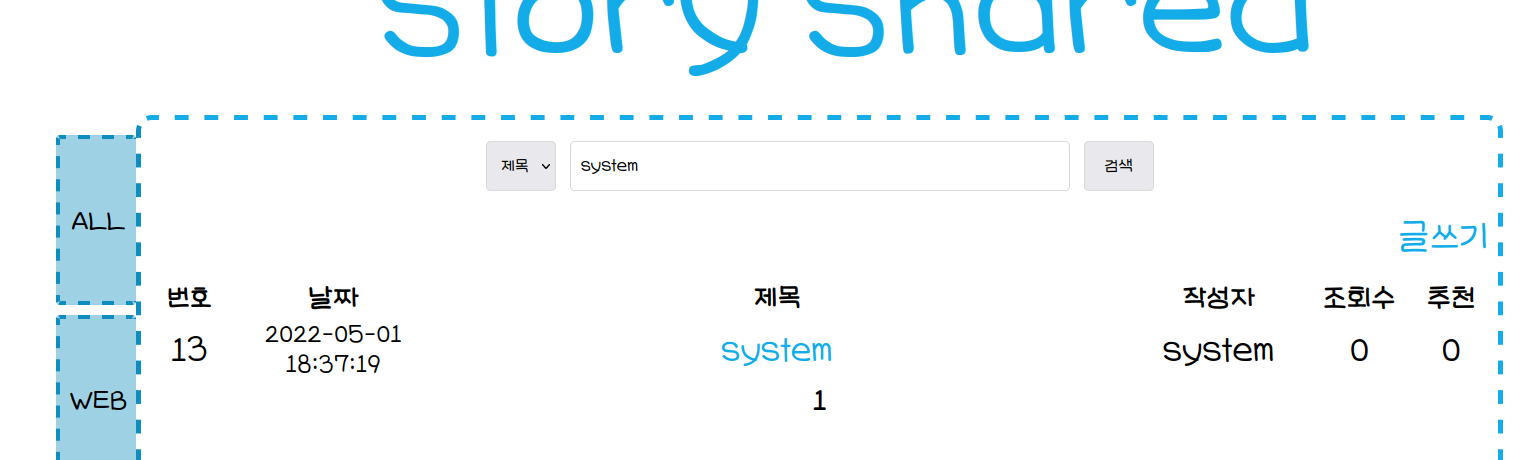 Story Shared
제목 system 검색
ALL
글쓰기
번호 날짜 제목 작성자 조회수 추천
13 2022-05-01 18:37:19 system system 0 0
WEB
1